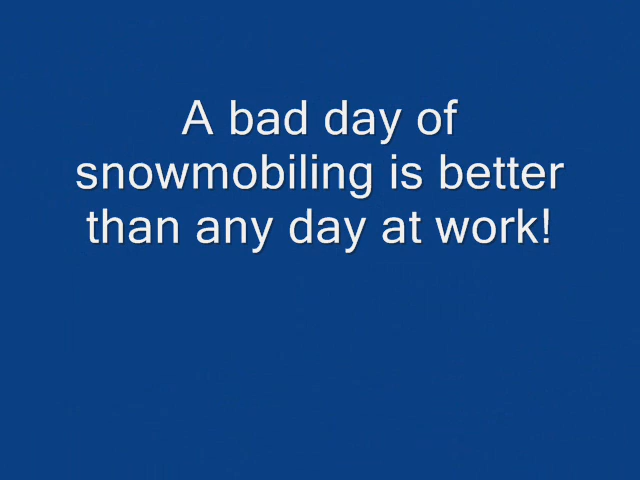 A bad day of
snowmobiling is better
than any day at work!